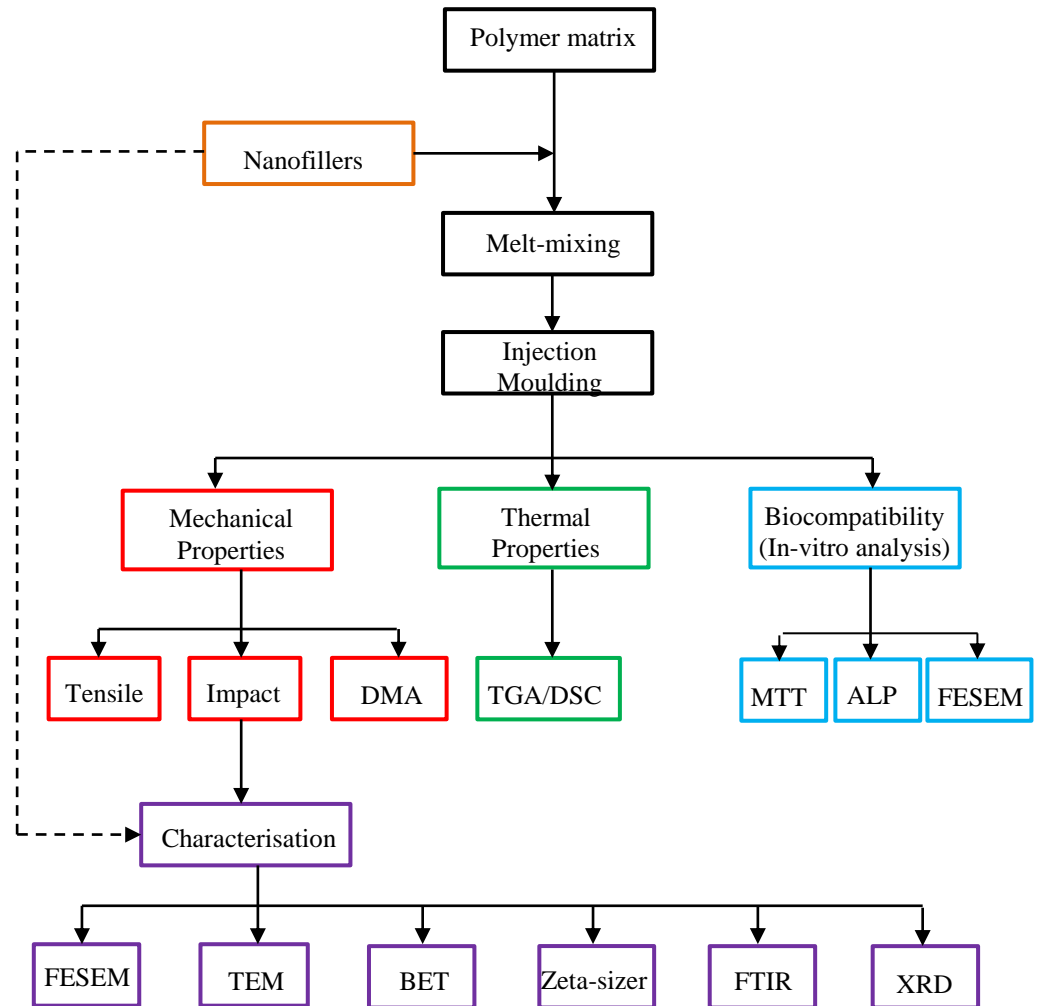 Polymer matrix
Nanofillers
Melt-mixing
Injection
Moulding
Mechanical
Properties
Thermal
Properties
Biocompatibility
(In-vitro analysis)
Tensile
Impact
DMA
TGA/DSC
MTT
ALP
FESEM
Characterisation
FESEM
TEM
BET
Zeta-sizer
FTIR
XRD